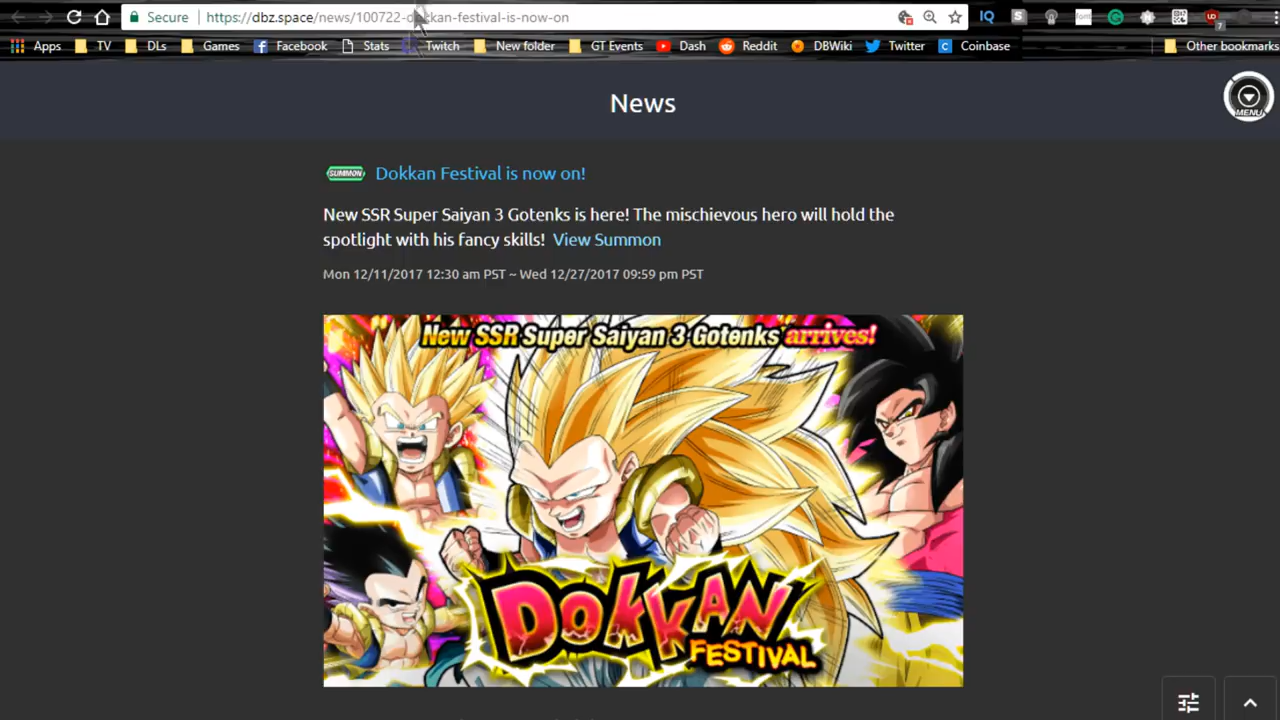 Secure https://dbz.space/news/100722-dokkan-festival-is-now-on
Apps TV DLs Games Facebook Stats Twitch New folder GT Events Dash Reddit DBWiki Twitter Coinbase Other bookmarks
News
MENU
SUMMON Dokkan Festival is now on!
New SSR Super Saiyan 3 Gotenks is here! The mischievous hero will hold the
spotlight with his fancy skills! View Summon
Mon 12/11/2017 12:30 am PST ~ Wed 12/27/2017 09:59 pm PST
New SSR Super Saiyan 3 Gotenks arrives!
DOKKAN
FESTIVAL